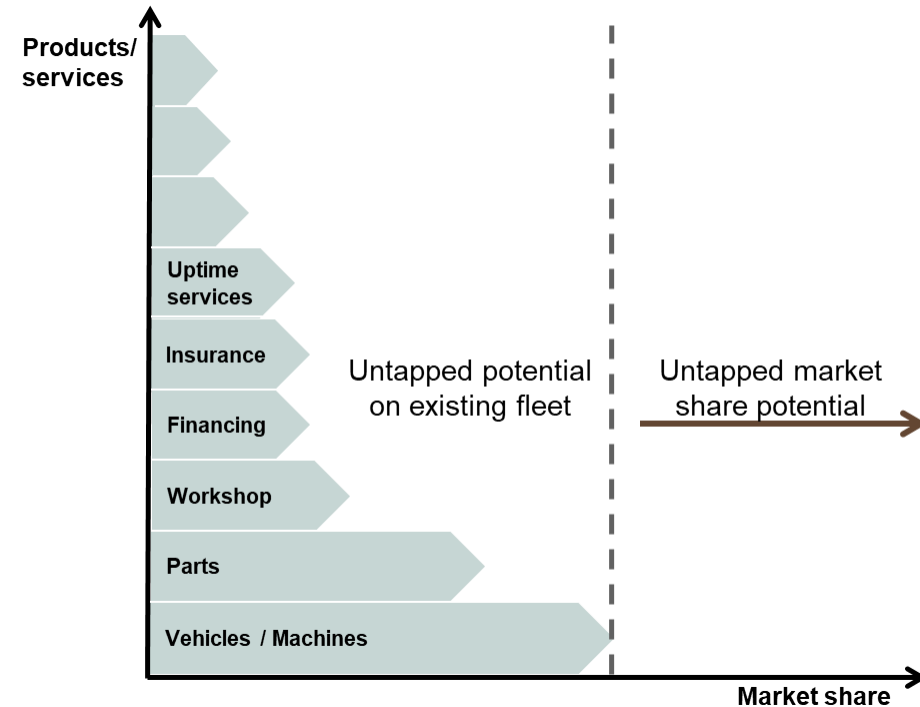 Products/
services
Uptime
services
Insurance
Financing
Workshop
Parts
Vehicles / Machines
Untapped potential
on existing fleet
Untapped market
share potential
Market share